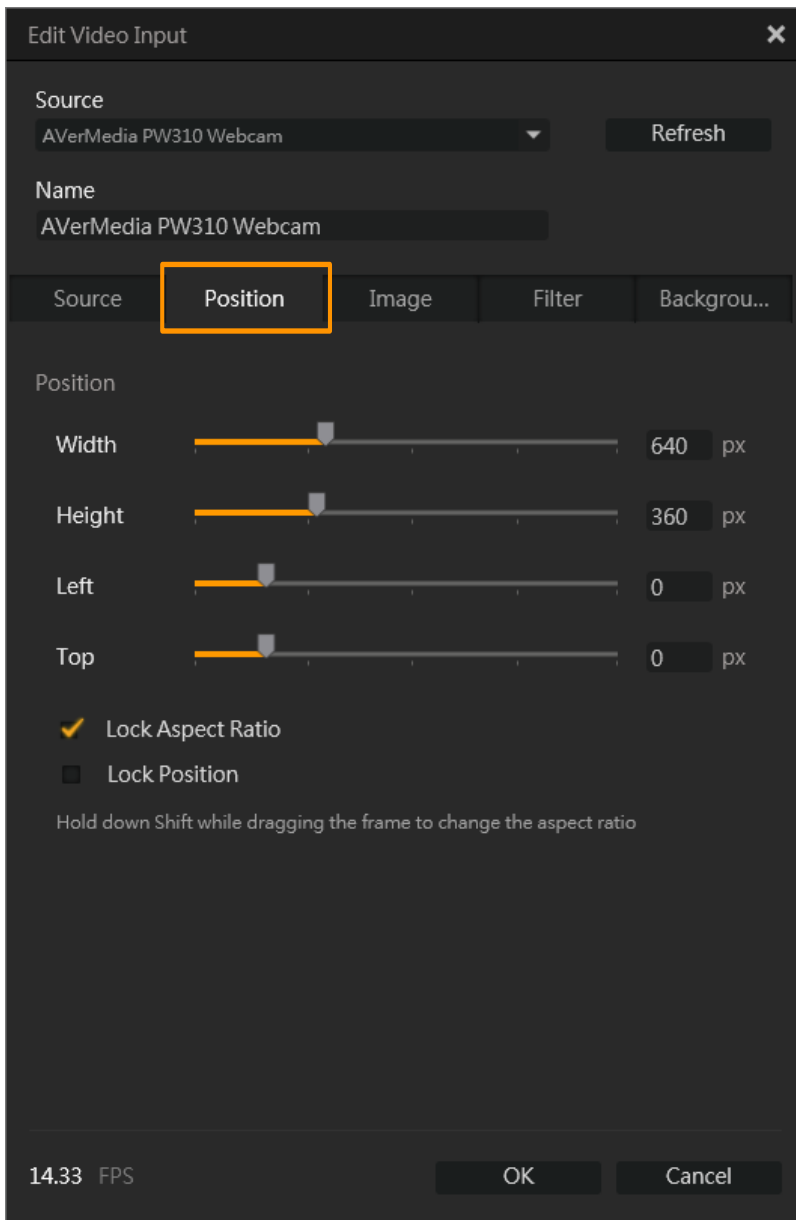 Edit Video Input
Source
AVerMedia PW310 Webcam
Refresh
Name
AVerMedia PW310 Webcam
Source Position Image Filter Backgrou...
Position
Width 640 px
Height 360 px
Left 0 px
Top 0 px
Lock Aspect Ratio
Lock Position
Hold down Shift while dragging the frame to change the aspect ratio
14.33 FPS OK Cancel